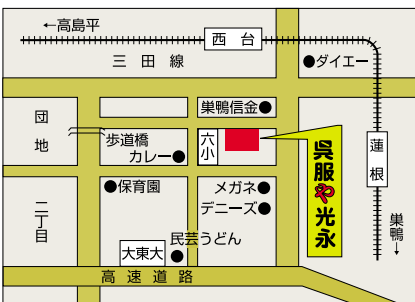 ←高島平
西台
三田線
●ダイエー
巣鴨信金●
団地
歩道橋
カレー●
六小
呉服や光永
蓮根
●保育園
メガネ●
デニーズ●
二丁目
巣鴨→
民芸うどん
●
大東大
高速道路